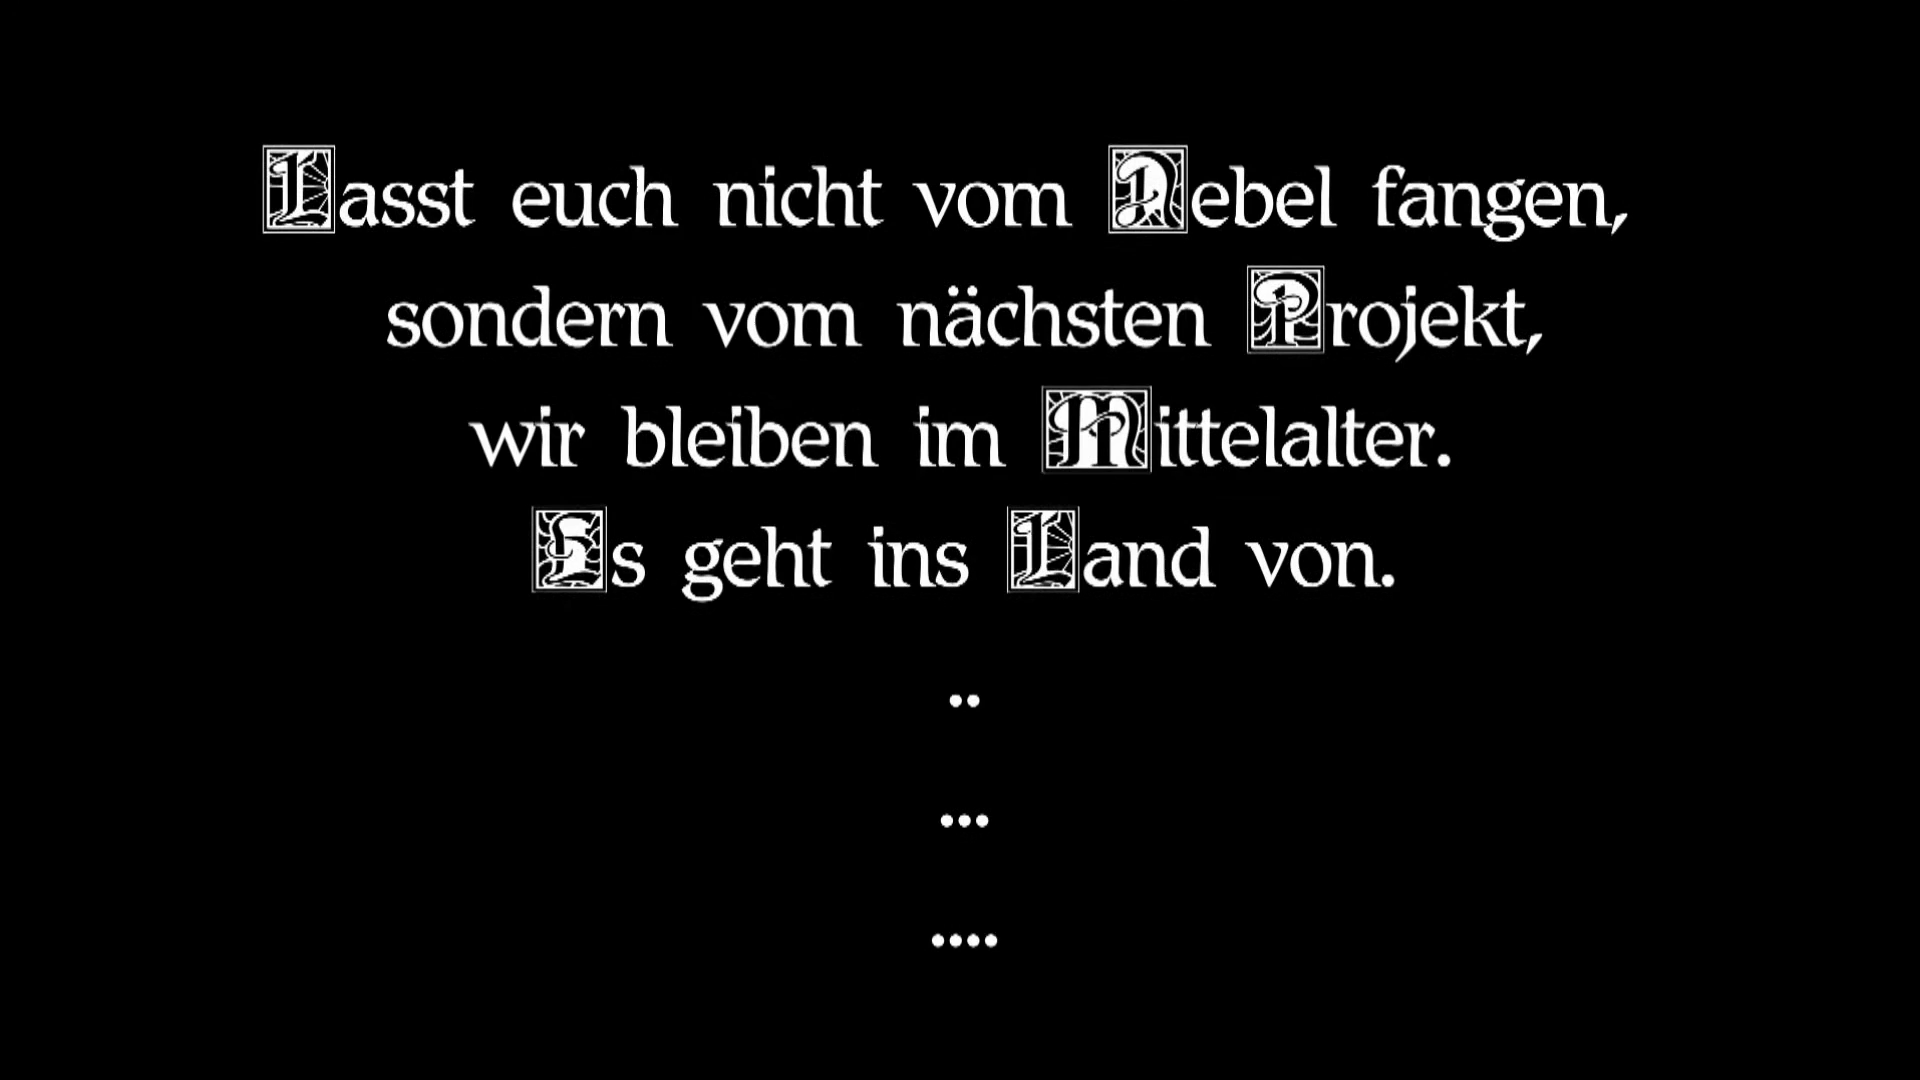 Lasst euch nicht vom Nebel fangen,
sondern vom nächsten Projekt,
wir bleiben im Mittelalter.
Es geht ins Land von.
..
...
....